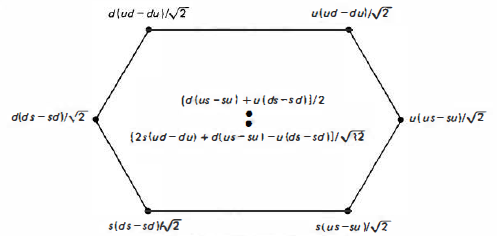 d(ud – du)/√2 u(ud – du)/√2
[d(us – su) + u(ds – sd)]/2
d(ds – sd)/√2 u(us – su)/√2
[2s(ud – du) + d(us – su) – u(ds – sd)]/√12
s(ds – sd)/√2 s(us – su)/√2